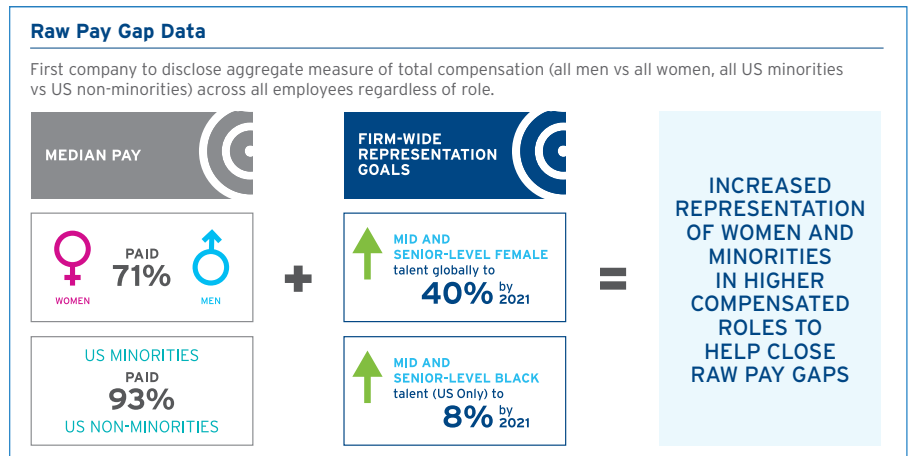 Raw Pay Gap Data
First company to disclose aggregate measure of total compensation (all men vs all women, all US minorities
vs US non-minorities) across all employees regardless of role.
MEDIAN PAY
PAID
71%
WOMEN
MEN
US MINORITIES
PAID
93%
US NON-MINORITIES
+
FIRM-WIDE
REPRESENTATION
GOALS
MID AND
SENIOR-LEVEL FEMALE
talent globally to
40% by 2021
MID AND
SENIOR-LEVEL BLACK
talent (US Only) to
8% by 2021
=
INCREASED
REPRESENTATION
OF WOMEN AND
MINORITIES
IN HIGHER
COMPENSATED
ROLES TO
HELP CLOSE
RAW PAY GAPS